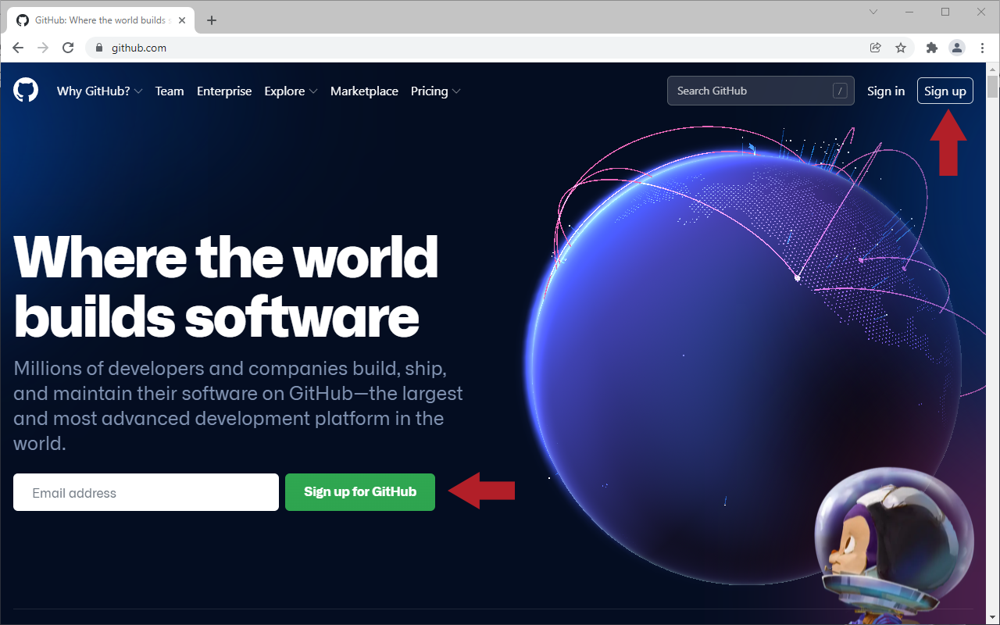 GitHub: Where the world builds s
github.com
Why GitHub? Team Enterprise Explore Marketplace Pricing Search GitHub / Sign in Sign up
Where the world
builds software
Millions of developers and companies build, ship,
and maintain their software on GitHub—the largest
and most advanced development platform in the
world.
Email address Sign up for GitHub